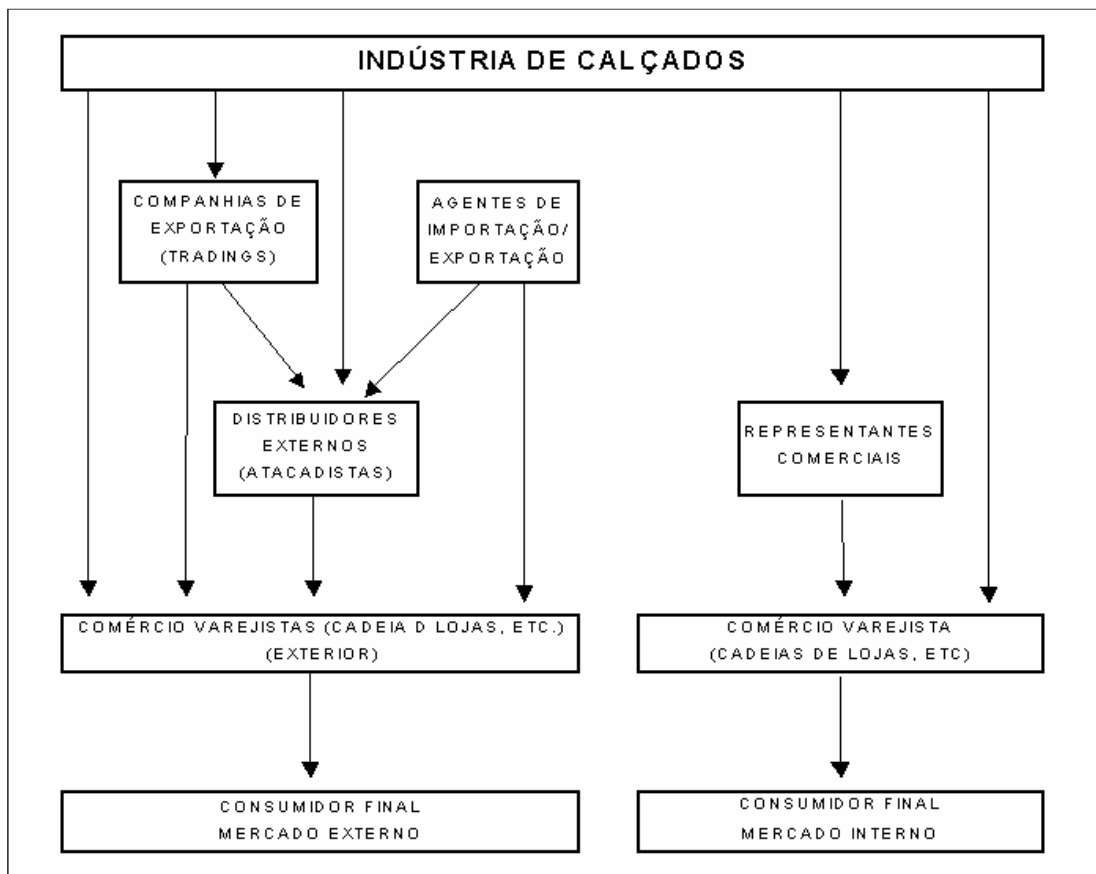 INDÚSTRIA DE CALÇADOS
COMPANHIAS DE
EXPORTAÇÃO
(TRADINGS)
AGENTES DE
IMPORTAÇÃO/
EXPORTAÇÃO
DISTRIBUIDORES
EXTERNOS
(ATACADISTAS)
REPRESENTANTES
COMERCIAIS
COMÉRCIO VAREJISTAS (CADEIA D LOJAS, ETC.)
(EXTERIOR)
COMÉRCIO VAREJISTA
(CADEIAS DE LOJAS, ETC)
CONSUMIDOR FINAL
MERCADO EXTERNO
CONSUMIDOR FINAL
MERCADO INTERNO